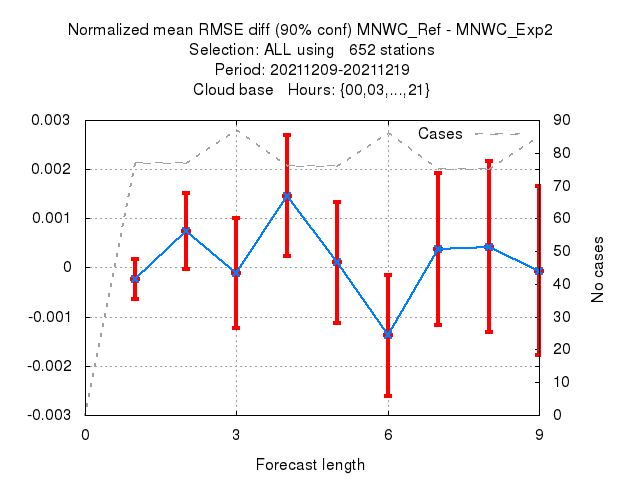 Normalized mean RMSE diff (90% conf) MNWC_Ref - MNWC_Exp2
Selection: ALL using   652 stations
Period: 20211209-20211219
Cloud base   Hours: {00,03,...,21}
Cases
0.003
0.002
0.001
0
-0.001
-0.002
-0.003
90
80
70
60
50
40
30
20
10
0
No cases
0 3 6 9
Forecast length